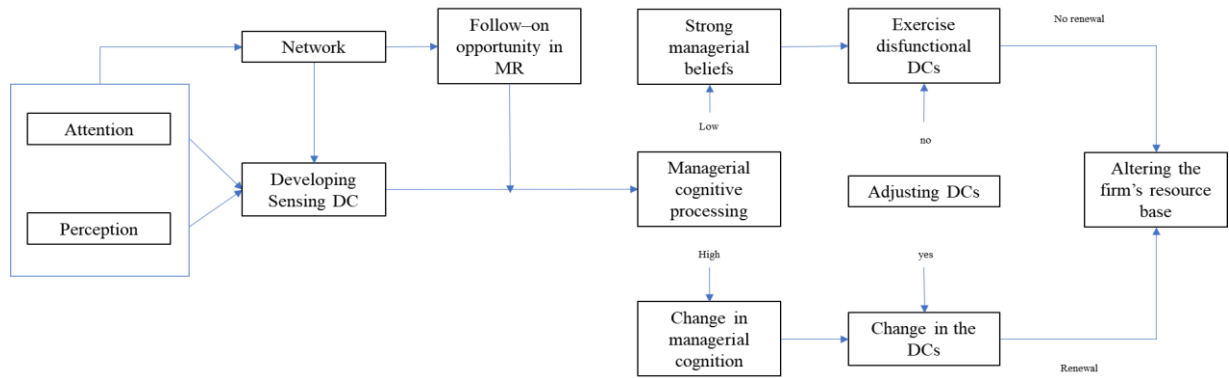 Network
Follow–on
opportunity in
MR
Strong
managerial
beliefs
Exercise
disfunctional
DCs
No renewal
Attention
Low
no
Perception
Developing
Sensing DC
Managerial
cognitive
processing
Adjusting DCs
Altering the
firm's resource
base
High
yes
Change in
managerial
cognition
Change in the
DCs
Renewal